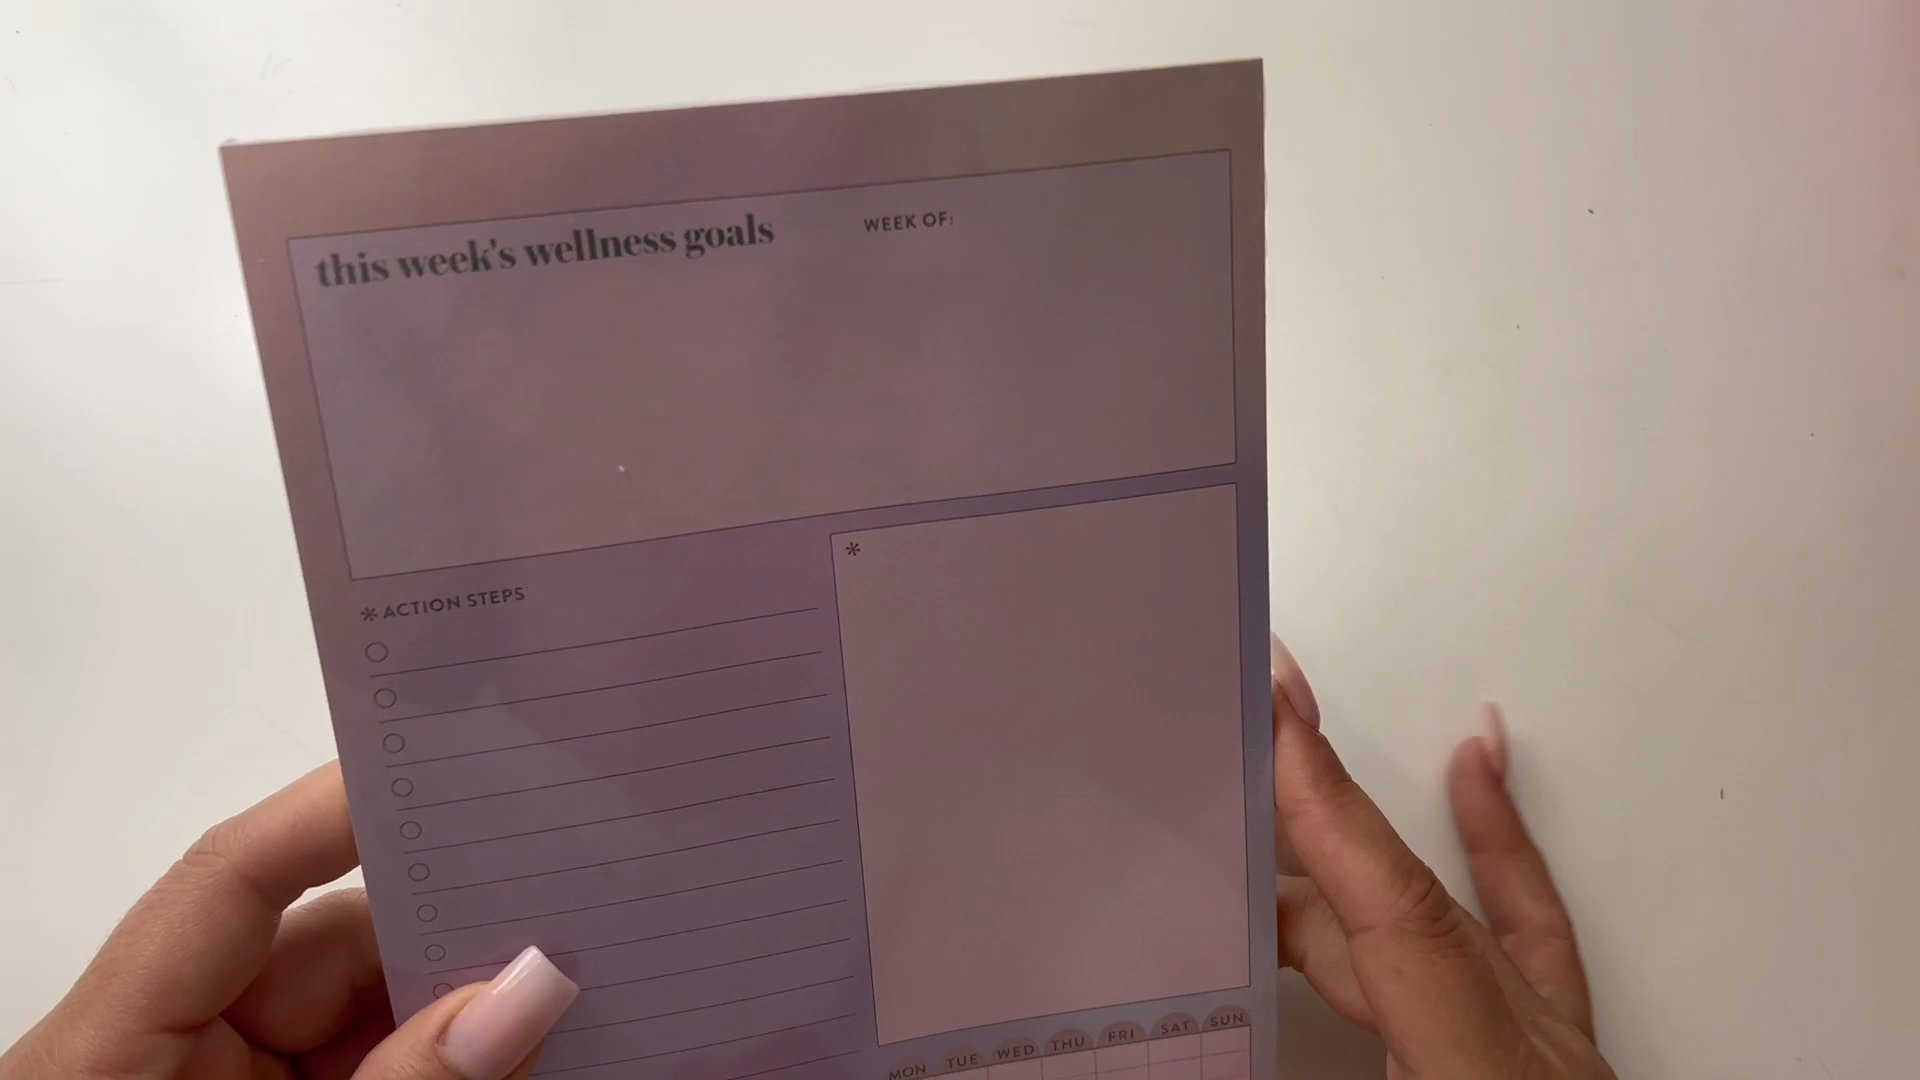 this week's wellness goals
WEEK OF:
* ACTION STEPS
*
MON TUE WED THU FRI SAT SUN